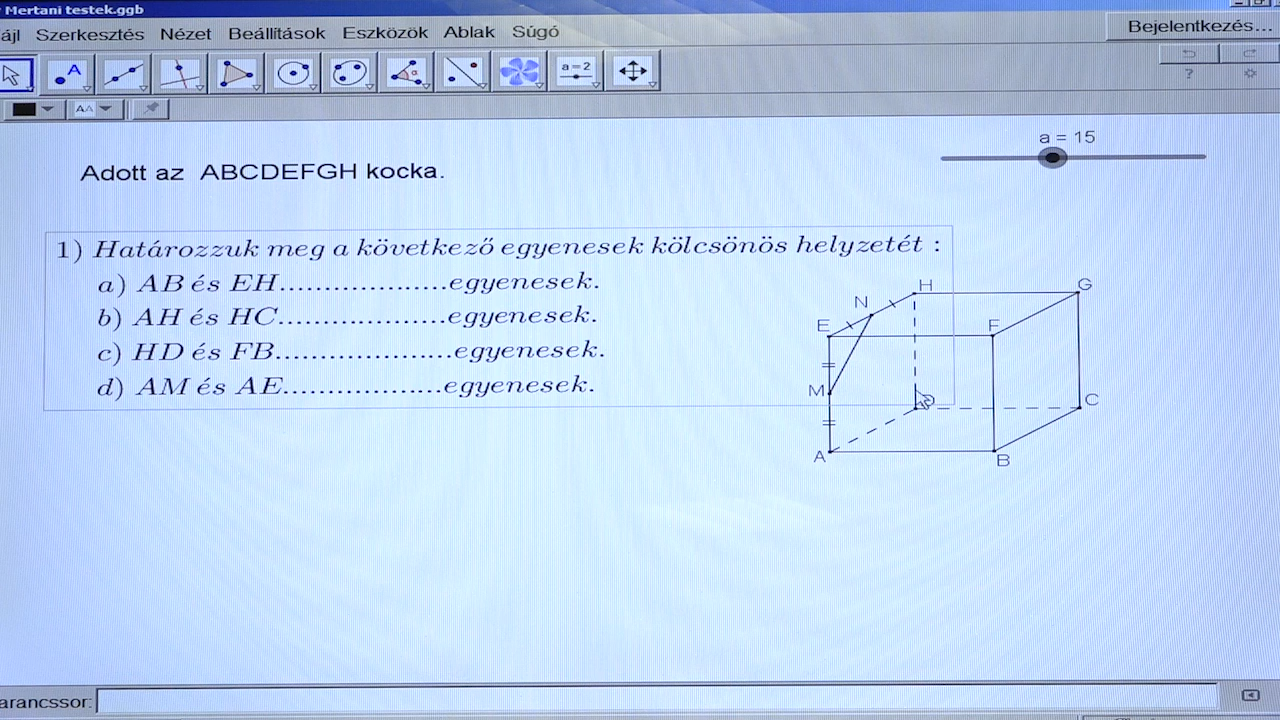 Mertani testek.ggb
ájl Szerkesztés Nézet Beállítások Eszközök Ablak Súgó
Bejelentkezés...
A
α
a=2
?
AA
a = 15
Adott az ABCDEFGH kocka.
1) Határozzuk meg a következő egyenesek kölcsönös helyzetét :
a) AB és EH...................egyenesek.
b) AH és HC...................egyenesek.
c) HD és FB....................egyenesek.
d) AM és AE..................egyenesek.
H
G
N
E
F
M
D
C
A
B
arancssor: